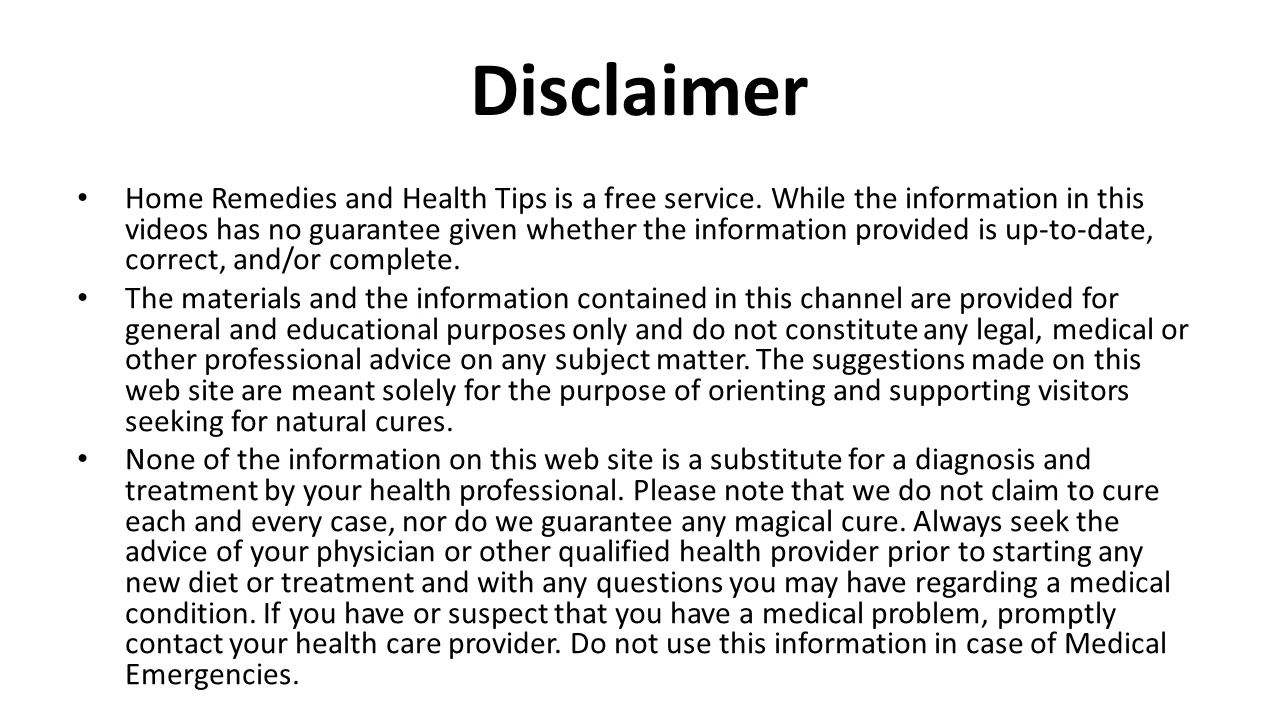 Disclaimer
• Home Remedies and Health Tips is a free service. While the information in this
videos has no guarantee given whether the information provided is up-to-date,
correct, and/or complete.
• The materials and the information contained in this channel are provided for
general and educational purposes only and do not constitute any legal, medical or
other professional advice on any subject matter. The suggestions made on this
web site are meant solely for the purpose of orienting and supporting visitors
seeking for natural cures.
• None of the information on this web site is a substitute for a diagnosis and
treatment by your health professional. Please note that we do not claim to cure
each and every case, nor do we guarantee any magical cure. Always seek the
advice of your physician or other qualified health provider prior to starting any
new diet or treatment and with any questions you may have regarding a medical
condition. If you have or suspect that you have a medical problem, promptly
contact your health care provider. Do not use this information in case of Medical
Emergencies.